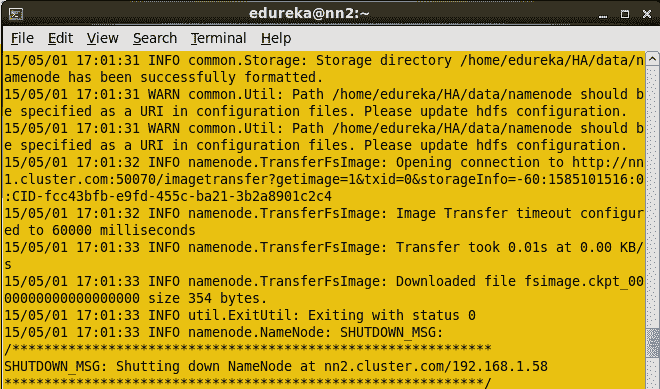 edureka@nn2:~
File Edit View Search Terminal Help
15/05/01 17:01:31 INFO common.Storage: Storage directory /home/edureka/HA/data/n
amenode has been successfully formatted.
15/05/01 17:01:31 WARN common.Util: Path /home/edureka/HA/data/namenode should b
e specified as a URI in configuration files. Please update hdfs configuration.
15/05/01 17:01:31 WARN common.Util: Path /home/edureka/HA/data/namenode should b
e specified as a URI in configuration files. Please update hdfs configuration.
15/05/01 17:01:32 INFO namenode.TransferFsImage: Opening connection to http://nn
1.cluster.com:50070/imagetransfer?getimage=1&txid=0&storageInfo=-60:1585101516:0
:CID-fcc43bfb-e9fd-455c-ba21-3b2a8901c2c4
15/05/01 17:01:32 INFO namenode.TransferFsImage: Image Transfer timeout configur
ed to 60000 milliseconds
15/05/01 17:01:33 INFO namenode.TransferFsImage: Transfer took 0.01s at 0.00 KB/
s
15/05/01 17:01:33 INFO namenode.TransferFsImage: Downloaded file fsimage.ckpt_00
00000000000000000 size 354 bytes.
15/05/01 17:01:33 INFO util.ExitUtil: Exiting with status 0
15/05/01 17:01:33 INFO namenode.NameNode: SHUTDOWN_MSG:
/************************************************************
SHUTDOWN_MSG: Shutting down NameNode at nn2.cluster.com/192.168.1.58
************************************************************/